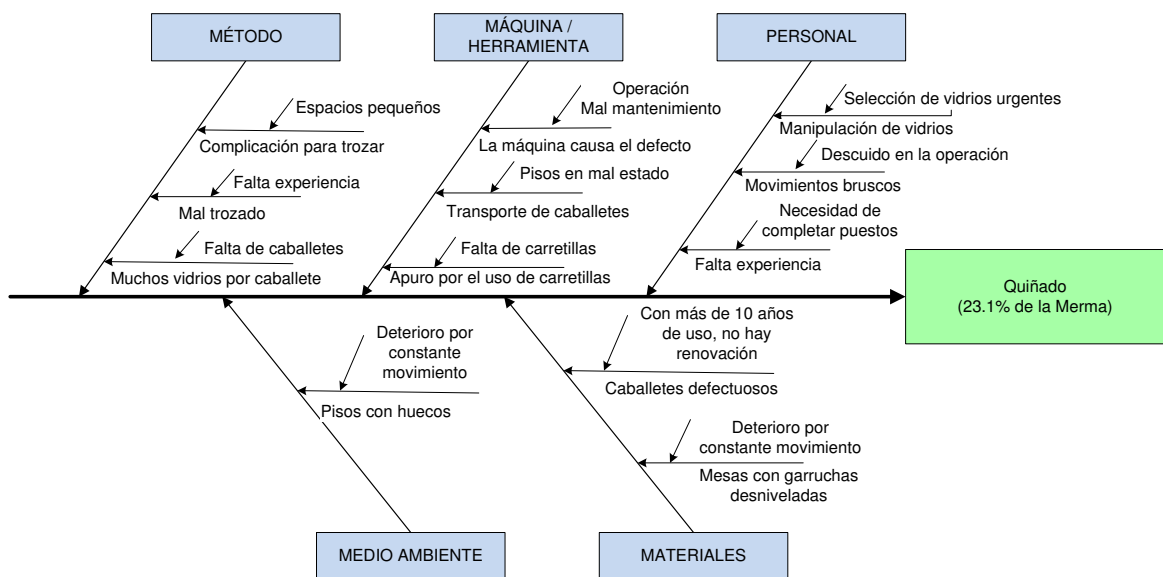 MÉTODO
MÁQUINA /
HERRAMIENTA
PERSONAL
Espacios pequeños
Complicación para trozar
Falta experiencia
Mal trozado
Falta de caballetes
Muchos vidrios por caballete
Operación
Mal mantenimiento
La máquina causa el defecto
Pisos en mal estado
Transporte de caballetes
Falta de carretillas
Apuro por el uso de carretillas
Selección de vidrios urgentes
Manipulación de vidrios
Descuido en la operación
Movimientos bruscos
Necesidad de
completar puestos
Falta experiencia
Quiñado
(23.1% de la Merma)
Deterioro por
constante
movimiento
Pisos con huecos
Con más de 10 años
de uso, no hay
renovación
Caballetes defectuosos
Deterioro por
constante movimiento
Mesas con garruchas
desniveladas
MEDIO AMBIENTE
MATERIALES